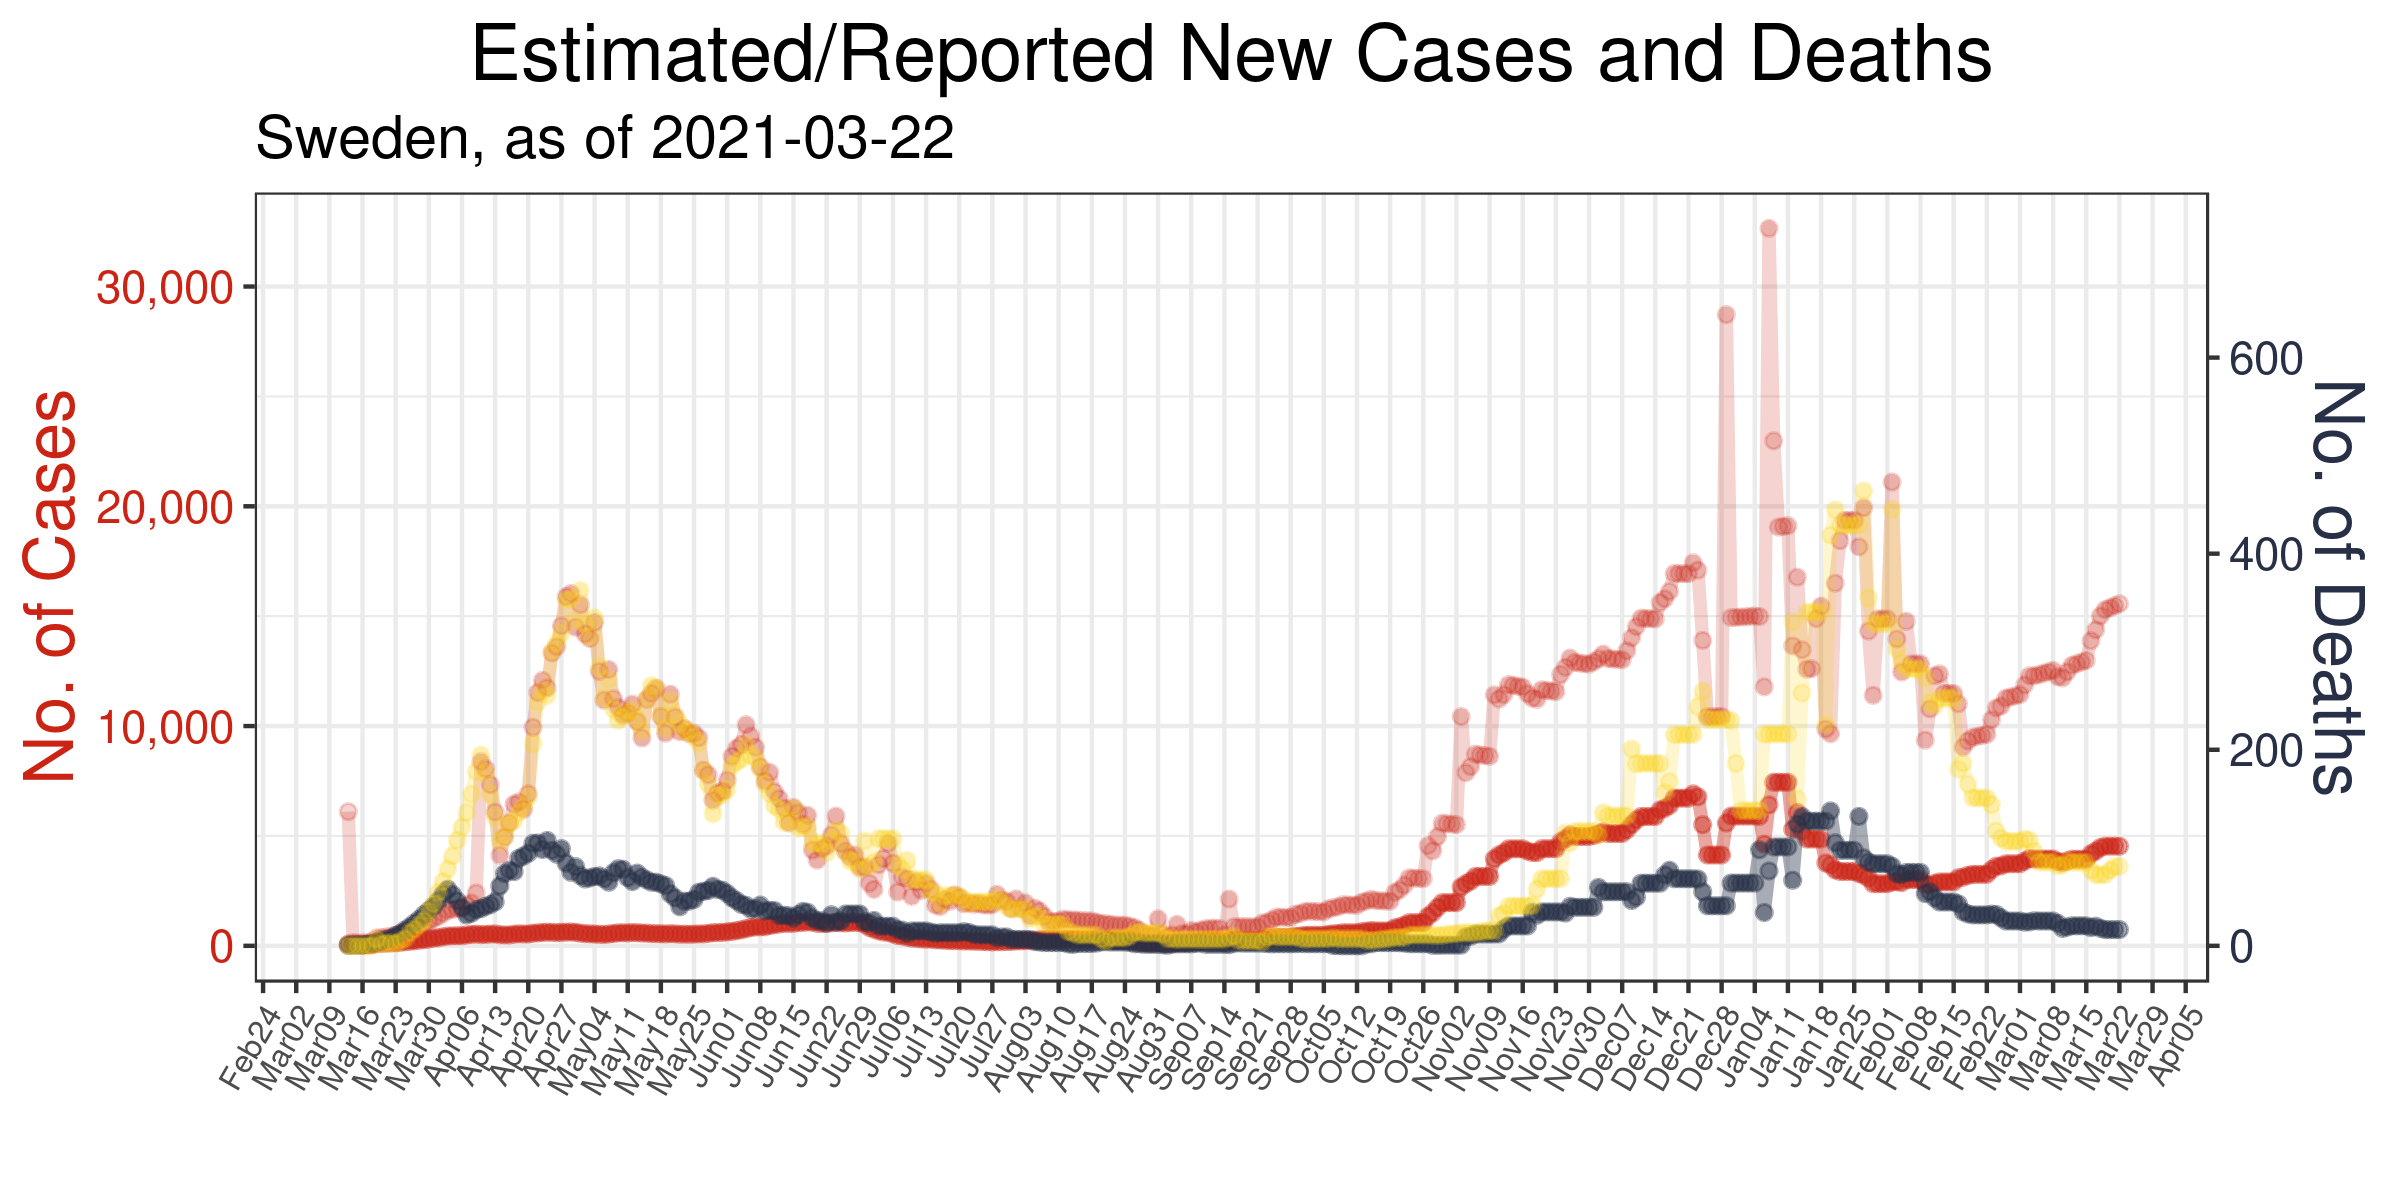 Estimated/Reported New Cases and Deaths
Sweden, as of 2021-03-22
No. of Cases
30,000
20,000
10,000
0
600
400
200
0
No. of Deaths
Feb24
Mar02
Mar09
Mar16
Mar23
Mar30
Apr06
Apr13
Apr20
Apr27
May04
May11
May18
May25
Jun01
Jun08
Jun15
Jun22
Jun29
Jul06
Jul13
Jul20
Jul27
Aug03
Aug10
Aug17
Aug24
Aug31
Sep07
Sep14
Sep21
Sep28
Oct05
Oct12
Oct19
Oct26
Nov02
Nov09
Nov16
Nov23
Nov30
Dec07
Dec14
Dec21
Dec28
Jan04
Jan11
Jan18
Jan25
Feb01
Feb08
Feb15
Feb22
Mar01
Mar08
Mar15
Mar22
Mar29
Apr05